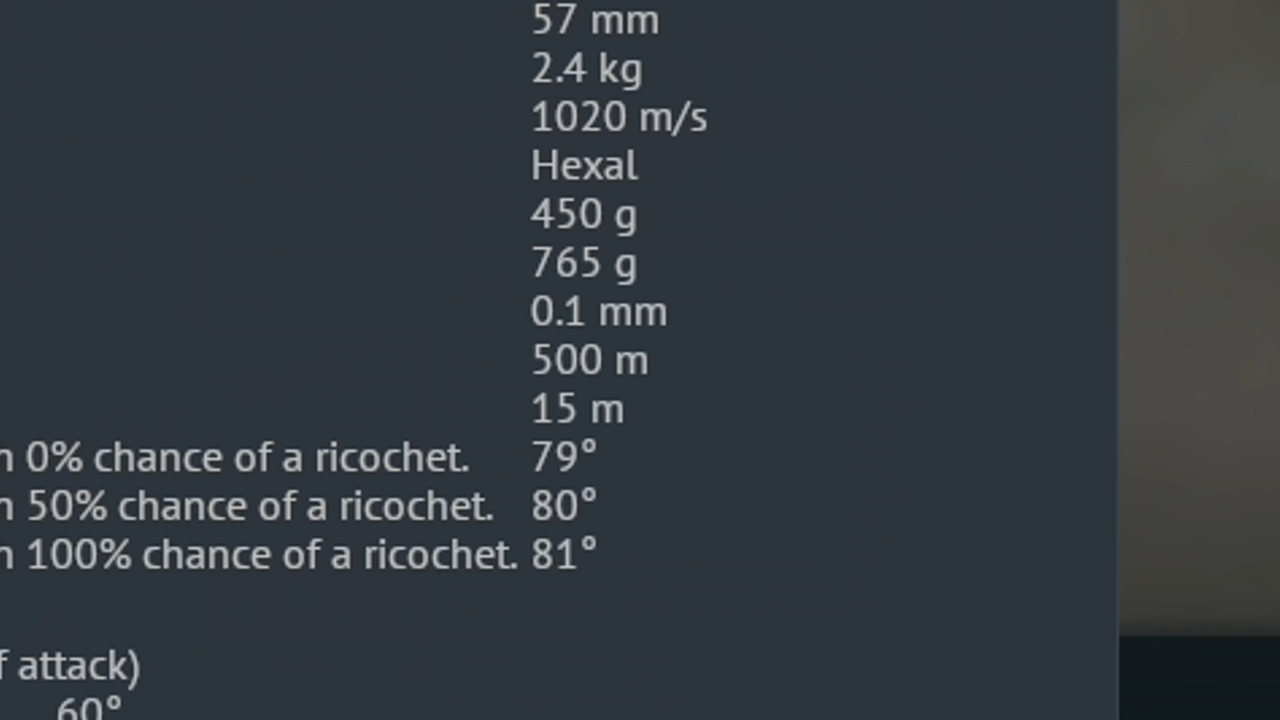 57 mm
2.4 kg
1020 m/s
Hexal
450 g
765 g
0.1 mm
500 m
15 m
0% chance of a ricochet. 79°
50% chance of a ricochet. 80°
100% chance of a ricochet. 81°
attack)
60°